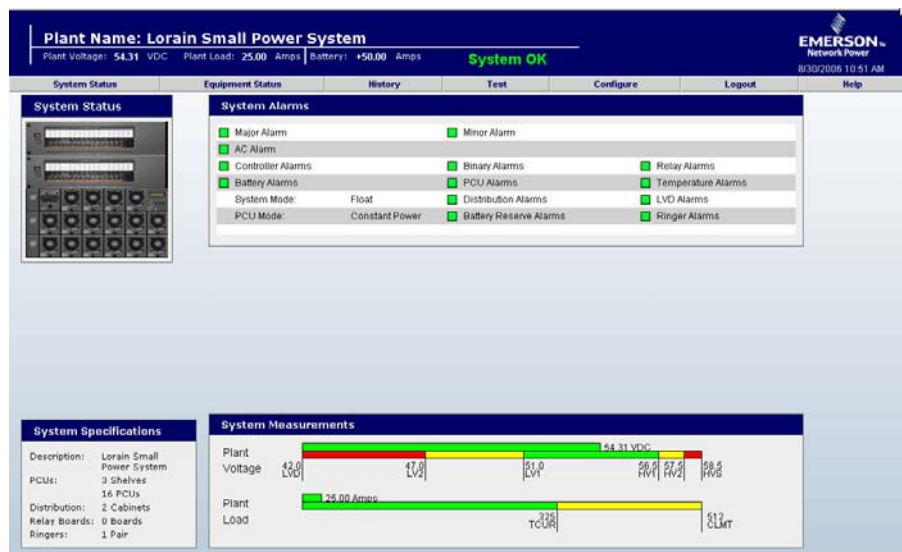 Plant Name: Lorain Small Power System
Plant Voltage: 54.31 VDC Plant Load: 25.00 Amps Battery: +50.00 Amps
System OK
EMERSON
Network Power
8/30/2006 10:51 AM
System Status Equipment Status History Test Configure Logout Help
System Status
System Alarms
Major Alarm Minor Alarm
AC Alarm
Controller Alarms Binary Alarms Relay Alarms
Battery Alarms PCU Alarms Temperature Alarms
System Mode: Float Distribution Alarms LVD Alarms
PCU Mode: Constant Power Battery Reserve Alarms Ringer Alarms
System Specifications
Description: Lorain Small
Power System
PCUs: 3 Shelves
16 PCUs
Distribution: 2 Cabinets
Relay Boards: 0 Boards
Ringers: 1 Pair
System Measurements
Plant
Voltage
54.31 VDC
42.0 47.0 51.0 56.5 57.5 58.5
LVD LV2 LV1 HV1 HV2 HVS
Plant
Load
25.00 Amps
325 512
TCUR CLMT